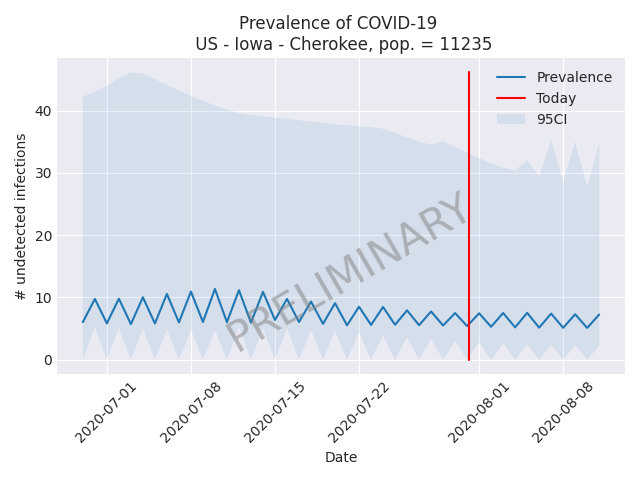 Prevalence of COVID-19
US - Iowa - Cherokee, pop. = 11235
Prevalence
Today
95CI
# undetected infections
40
30
20
10
0
PRELIMINARY
2020-07-01
2020-07-08
2020-07-15
2020-07-22
2020-08-01
2020-08-08
Date